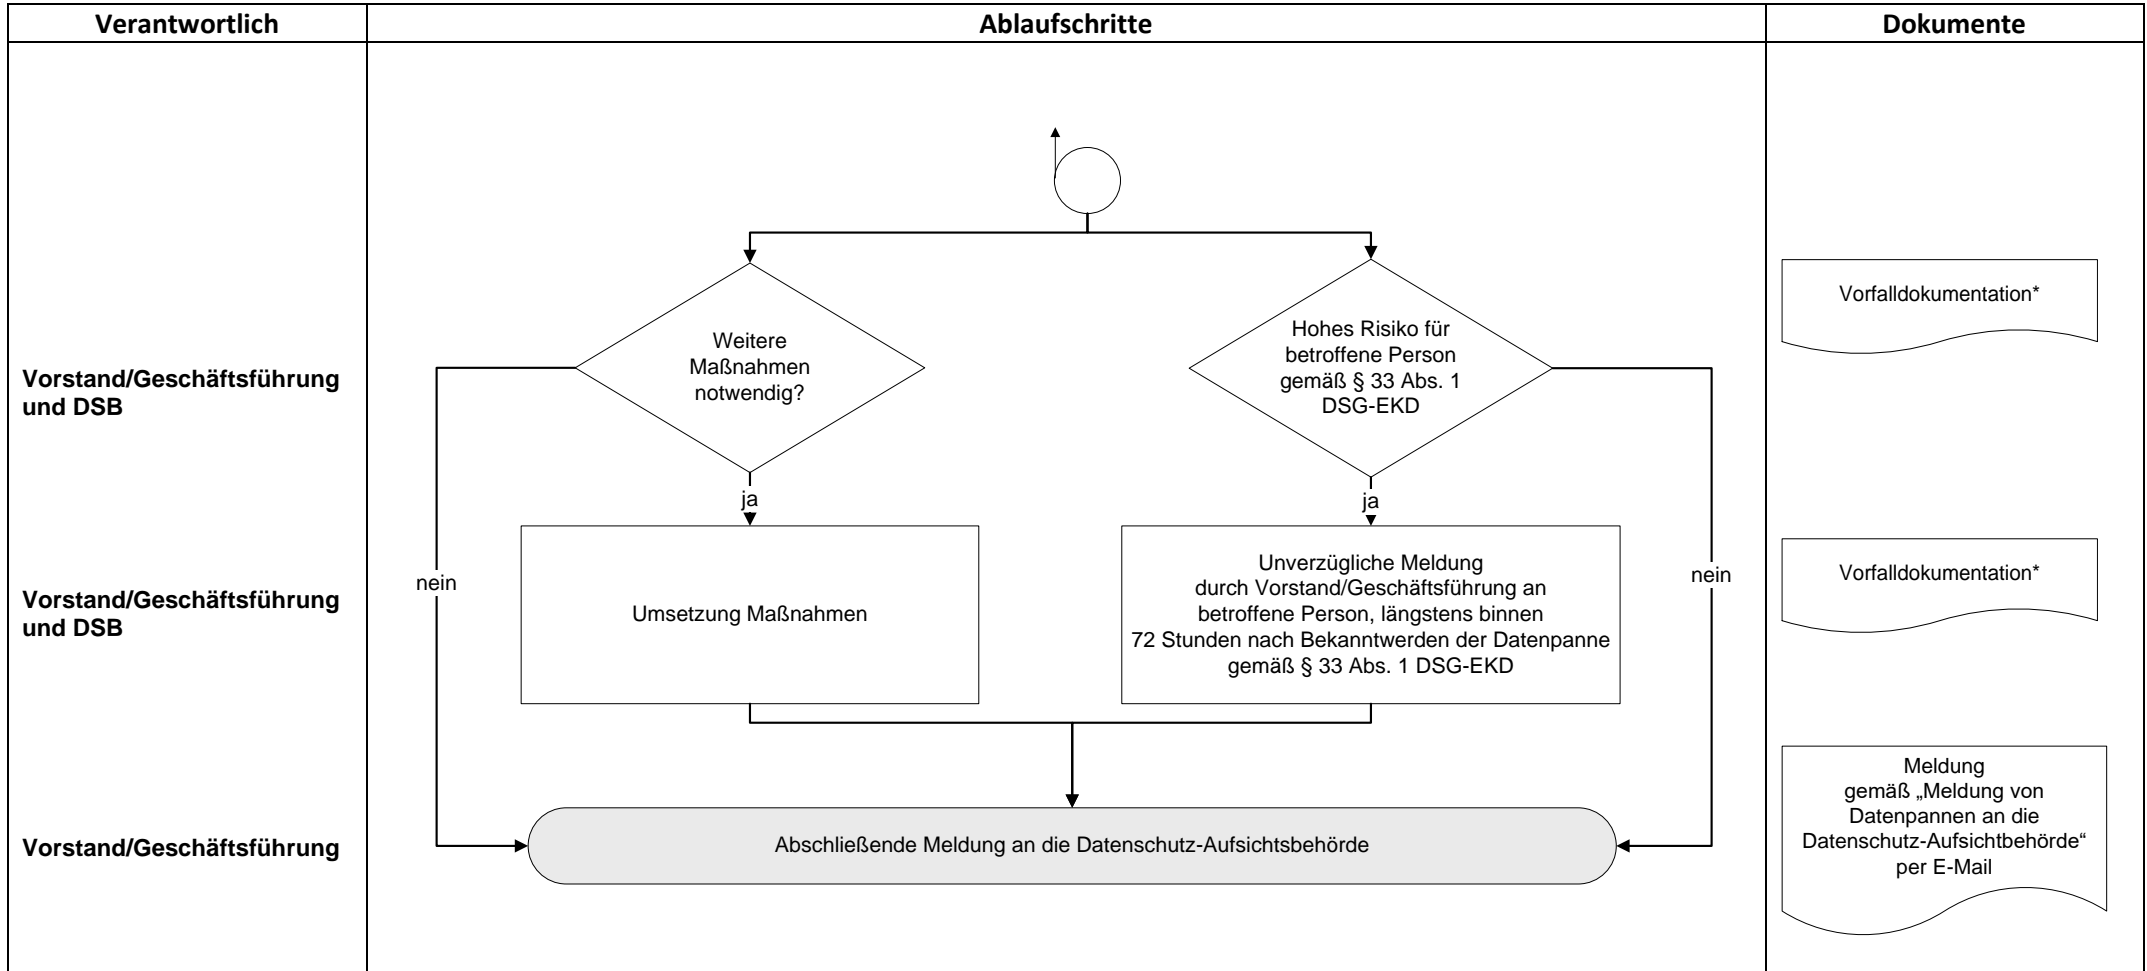 Verantwortlich
Ablaufschritte
Dokumente
Vorstand/Geschäftsführung
und DSB
Weitere
Maßnahmen
notwendig?
Hohes Risiko für
betroffene Person
gemäß § 33 Abs. 1
DSG-EKD
Vorfalldokumentation*
ja
ja
nein
nein
Vorstand/Geschäftsführung
und DSB
Umsetzung Maßnahmen
Unverzügliche Meldung
durch Vorstand/Geschäftsführung an
betroffene Person, längstens binnen
72 Stunden nach Bekanntwerden der Datenpanne
gemäß § 33 Abs. 1 DSG-EKD
Vorfalldokumentation*
Vorstand/Geschäftsführung
Abschließende Meldung an die Datenschutz-Aufsichtsbehörde
Meldung
gemäß „Meldung von
Datenpannen an die
Datenschutz-Aufsichtbehörde“
per E-Mail